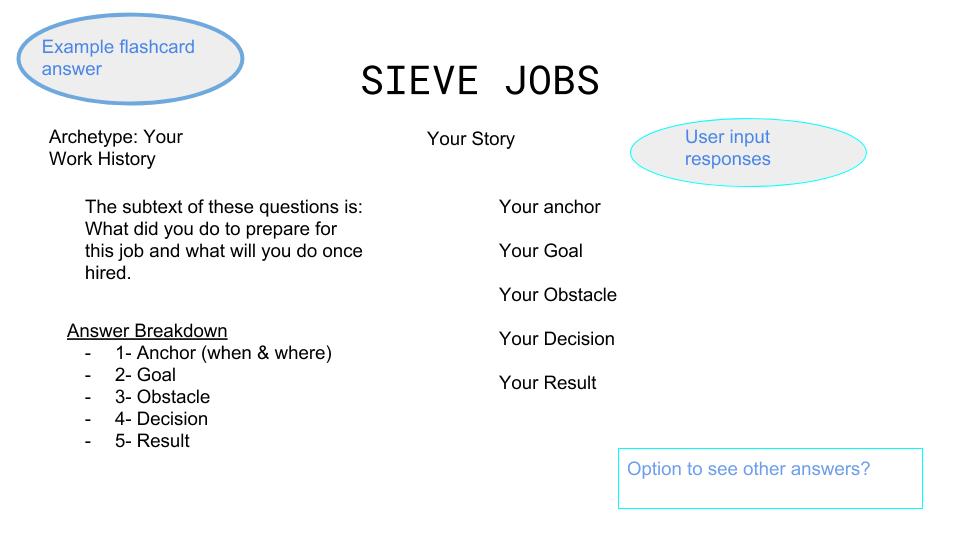 Example flashcard
answer
SIEVE JOBS
Archetype: Your
Work History
The subtext of these questions is:
What did you do to prepare for
this job and what will you do once
hired.
Answer Breakdown
- 1- Anchor (when & where)
- 2- Goal
- 3- Obstacle
- 4- Decision
- 5- Result
Your Story
User input
responses
Your anchor
Your Goal
Your Obstacle
Your Decision
Your Result
Option to see other answers?